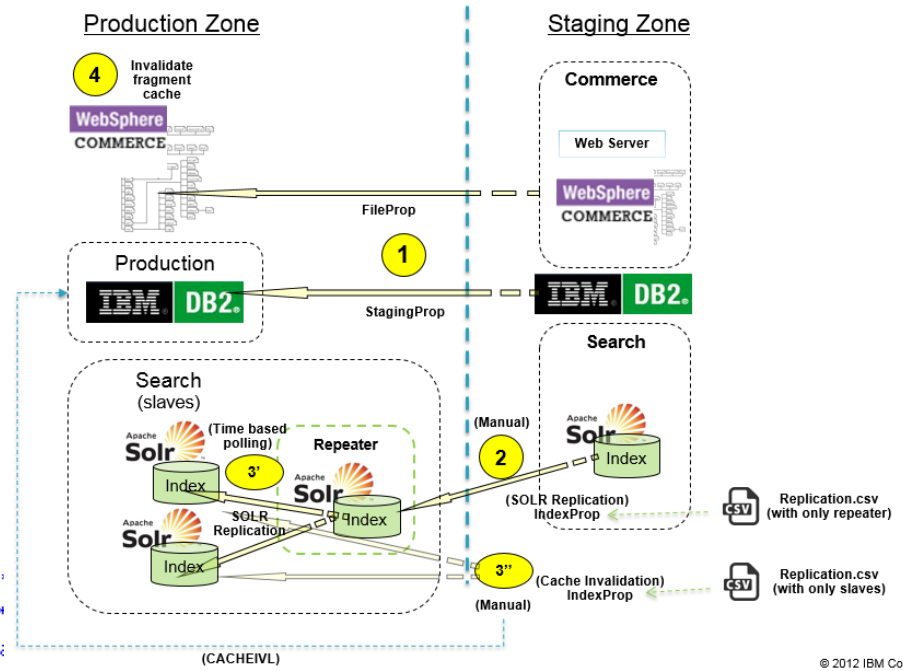 Production Zone
Staging Zone
4
Invalidate
fragment
cache
WebSphere
COMMERCE
Commerce
Web Server
WebSphere
COMMERCE
FileProp
1
Production
IBM DB2
StagingProp
IBM DB2
Search
Search
(slaves)
Apache
Solr
Index
(Time based
polling)
3’
Repeater
Apache
Solr
Index
SOLR
Replication
Apache
Solr
Index
(Manual)
2
Apache
Solr
Index
(SOLR Replication)
IndexProp
CSV
Replication.csv
(with only repeater)
3’’
(Manual)
(Cache Invalidation)
IndexProp
CSV
Replication.csv
(with only slaves)
(CACHEIVL)
© 2012 IBM Co